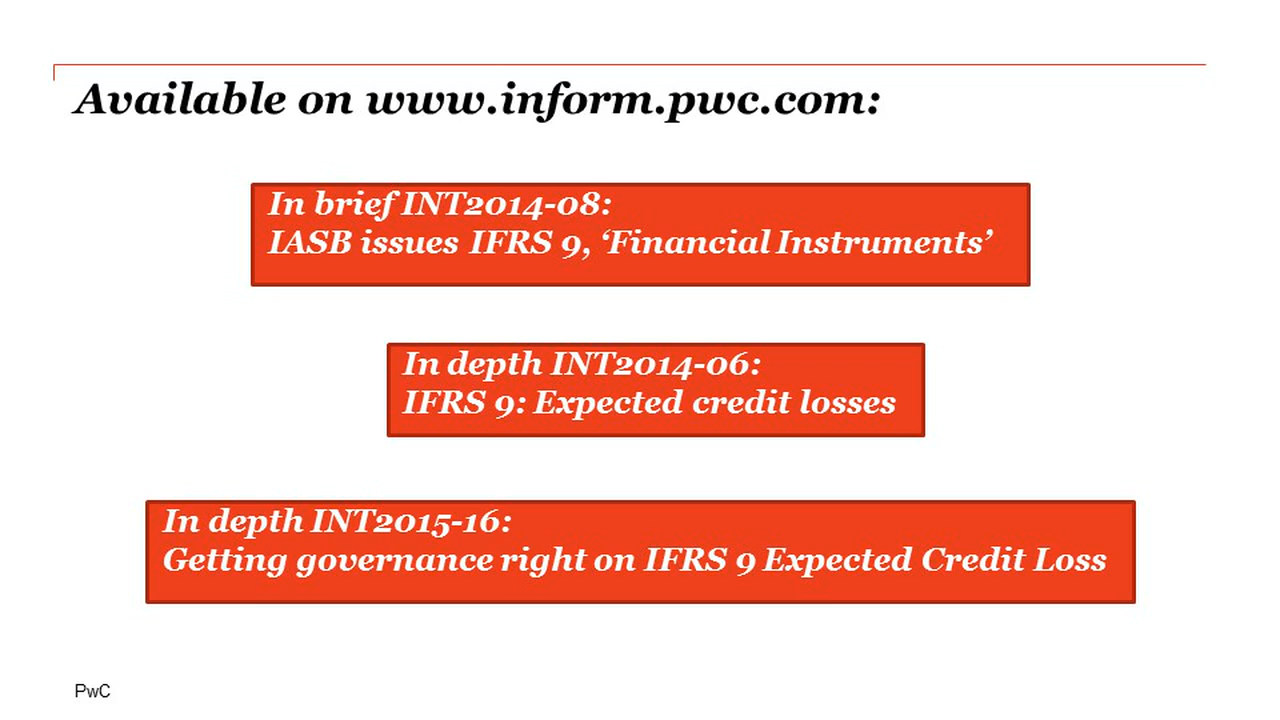 Available on www.inform.pwc.com:
In brief INT2014-08:
IASB issues IFRS 9, ‘Financial Instruments’
In depth INT2014-06:
IFRS 9: Expected credit losses
In depth INT2015-16:
Getting governance right on IFRS 9 Expected Credit Loss
PwC